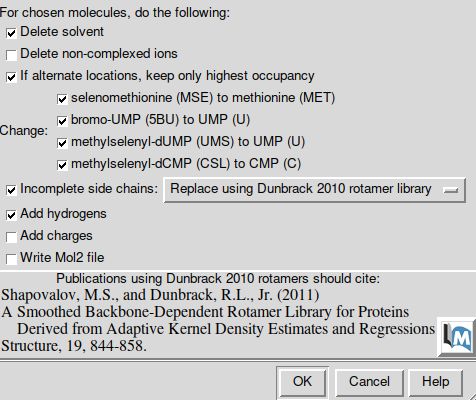 For chosen molecules, do the following:
Delete solvent
Delete non-complexed ions
If alternate locations, keep only highest occupancy
selenomethionine (MSE) to methionine (MET)
bromo-UMP (5BU) to UMP (U)
Change:
methylselenyl-dUMP (UMS) to UMP (U)
methylselenyl-dCMP (CSL) to CMP (C)
Incomplete side chains: Replace using Dunbrack 2010 rotamer library
Add hydrogens
Add charges
Write Mol2 file
Publications using Dunbrack 2010 rotamers should cite:
Shapovalov, M.S., and Dunbrack, R.L., Jr. (2011)
A Smoothed Backbone-Dependent Rotamer Library for Proteins
Derived from Adaptive Kernel Density Estimates and Regressions
Structure, 19, 844-858.
M
OK Cancel Help